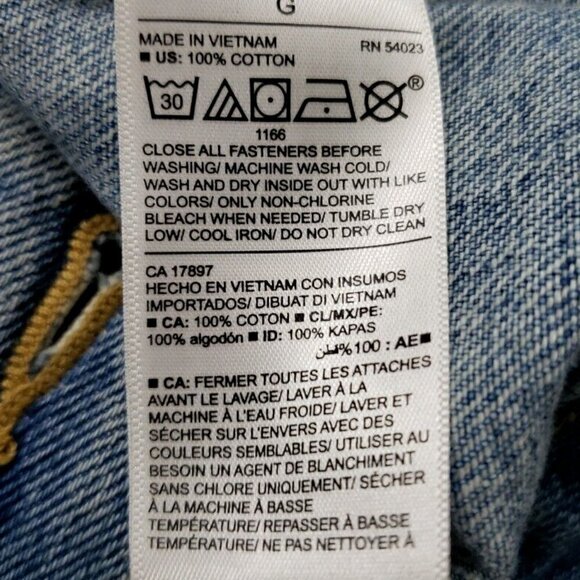 G
MADE IN VIETNAM RN 54023
■ US: 100% COTTON
30 ®
1166
CLOSE ALL FASTENERS BEFORE
WASHING/ MACHINE WASH COLD/
WASH AND DRY INSIDE OUT WITH LIKE
COLORS/ ONLY NON-CHLORINE
BLEACH WHEN NEEDED/ TUMBLE DRY
LOW/ COOL IRON/ DO NOT DRY CLEAN
CA 17897
HECHO EN VIETNAM CON INSUMOS
IMPORTADOS/ DIBUAT DI VIETNAM
■ CA: 100% COTON ■ CL/MX/PE:
100% algodón ■ ID: 100% KAPAS
■AE: 100% قطن
■ CA: FERMER TOUTES LES ATTACHES
AVANT LE LAVAGE/ LAVER À LA
MACHINE À L'EAU FROIDE/ LAVER ET
SÉCHER SUR L'ENVERS AVEC DES
COULEURS SEMBLABLES/ UTILISER AU
BESOIN UN AGENT DE BLANCHIMENT
SANS CHLORE UNIQUEMENT/ SÉCHER
À LA MACHINE À BASSE
TEMPÉRATURE/ REPASSER À BASSE
TEMPÉRATURE/ NE PAS NETTOYER À